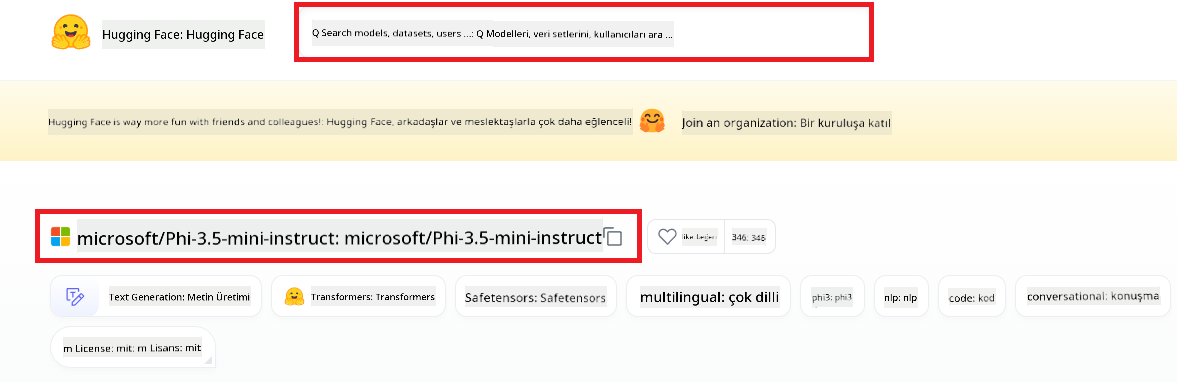 Hugging Face: Hugging Face
Q Search models, datasets, users ...: Q Modelleri, veri setlerini, kullanıcıları ara ...
Hugging Face is way more fun with friends and colleagues!: Hugging Face, arkadaşlar ve meslektaşlarla çok daha eğlenceli!
Join an organization: Bir kuruluşa katıl
microsoft/Phi-3.5-mini-instruct: microsoft/Phi-3.5-mini-instruct
like: beğen
346: 346
Text Generation: Metin Üretimi
Transformers: Transformers
Safetensors: Safetensors
multilingual: çok dilli
phi3: phi3
nlp: nlp
code: kod
conversational: konuşma
m License: mit: m Lisans: mit